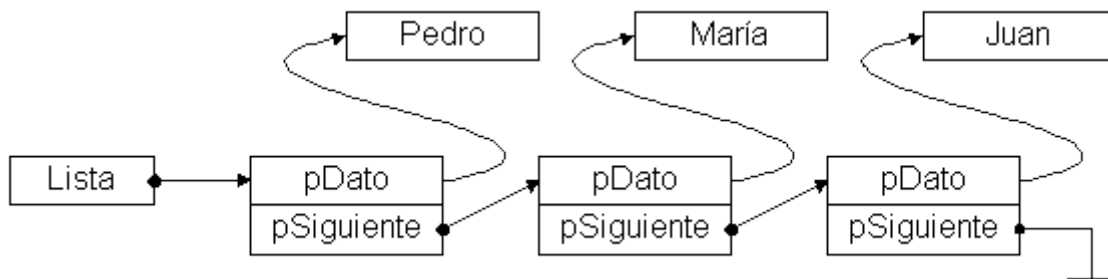 Pedro
María
Juan
Lista
pDato
pDato
pDato
pSiguiente
pSiguiente
pSiguiente